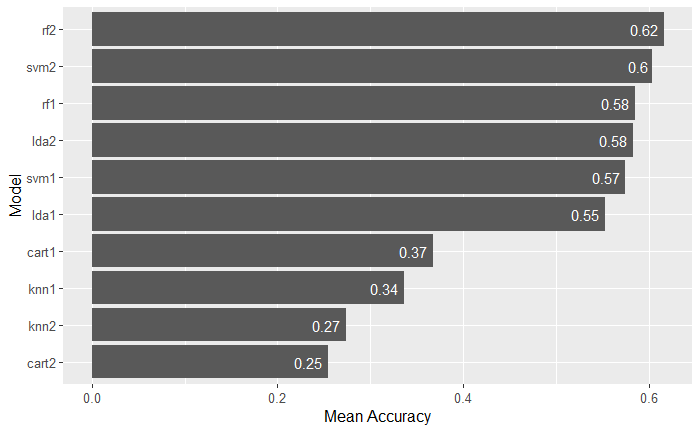 rf2 0.62
svm2 0.6
rf1 0.58
lda2 0.58
svm1 0.57
lda1 0.55
cart1 0.37
knn1 0.34
knn2 0.27
cart2 0.25
Model
0.0 0.2 0.4 0.6
Mean Accuracy